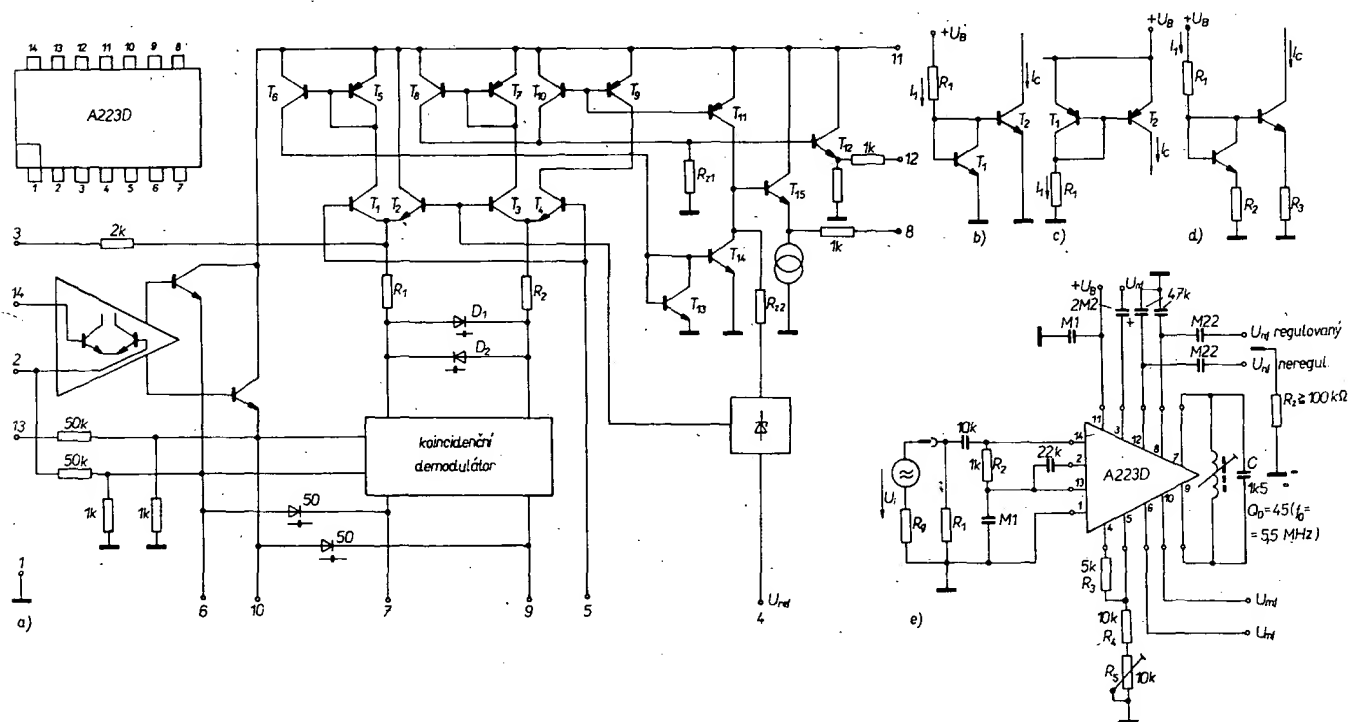 14 13 12 11 10 9 8
A223D
1 2 3 4 5 6 7
3
2k
14
2
13
50k
50k
1k
1k
50
50
1
a)
6
10
7
9
5
4
U ref
T6
T5
T8
T7
T10
T9
T11
11
T12
1k
12
Rz1
T15
1k
8
T1
T2
T3
T4
R1
R2
D1
D2
T13
T14
Rz2
koincidenční
demodulátor
b)
+UB
I1
R1
IC
T2
T1
c)
+UB
T1
T2
IC
I1
R1
d)
+UB
I1
R1
IC
R2
R3
e)
+UB
2M2
+
47k
M1
M22
Unf regulovaný
M22
Unf neregul.
Rz ≧ 100 kΩ
11
3
12
8
7
10k
14
R2
1k
22k
2
13
1
A223D
9
10
6
5
4
C
1k5
QD=45(f0=
=5,5 MHz)
Ui
Rg
R1
M1
5k
R3
10k
R4
R5
10k
Umf
Umf